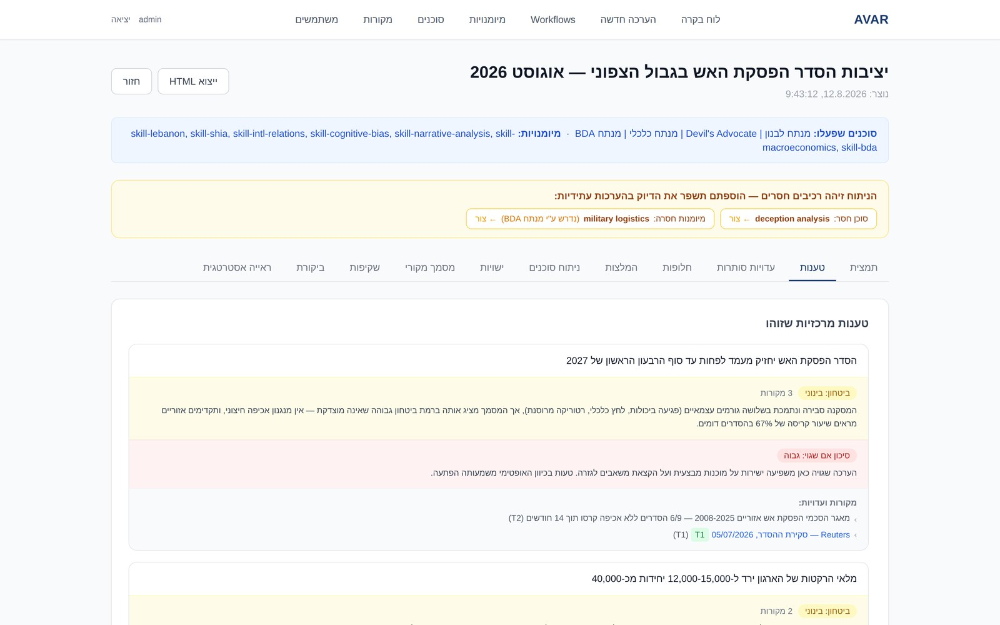 AVAR
לוח בקרה
הערכה חדשה
Workflows
מיומנויות
סוכנים
מקורות
משתמשים
admin
יציאה
יציבות הסדר הפסקת האש בגבול הצפוני — אוגוסט 2026
נוצר: 12.8.2026, 9:43:12
ייצוא HTML
חזור
סוכנים שפעלו: מנתח לבנון | Devil's Advocate | מנתח כלכלי | מנתח BDA · מיומנויות: skill-lebanon, skill-shia, skill-intl-relations, skill-cognitive-bias, skill-narrative-analysis, skill-
macroeconomics, skill-bda
הניתוח זיהה רכיבים חסרים — הוספתם תשפר את הדיוק בהערכות עתידיות:
סוכן חסר: deception analysis ← צור
מיומנות חסרה: military logistics (נדרש ע"י מנתח BDA) ← צור
תמצית
טענות
עדויות סותרות
חלופות
המלצות
ניתוח סוכנים
ישויות
מסמך מקורי
שקיפות
ביקורת
ראייה אסטרטגית
טענות מרכזיות שזוהו
הסדר הפסקת האש יחזיק מעמד לפחות עד סוף הרבעון הראשון של 2027
ביטחון: בינוני 3 מקורות
המסקנה סבירה ונתמכת בשלושה גורמים עצמאיים (פגיעה ביכולות, לחץ כלכלי, רטוריקה מרוסנת), אך המסמך מציג אותה ברמת ביטחון גבוהה שאינה מוצדקת — אין מנגנון אכיפה חיצוני, ותקדימים אזוריים
מראים שיעור קריסה של 67% בהסדרים דומים.
סיכון אם שגוי: גבוה
הערכה שגויה כאן משפיעה ישירות על מוכנות מבצעית ועל הקצאת משאבים לגזרה. טעות בכיוון האופטימי משמעותה הפתעה.
מקורות ועדויות:
› מאגר הסכמי הפסקת אש אזוריים 2008-2025 — 6/9 הסדרים ללא אכיפה קרסו תוך 14 חודשים (T2)
› Reuters — סקירת ההסדר, 05/07/2026 T1 (T1)
מלאי הרקטות של הארגון ירד ל-12,000-15,000 יחידות מכ-40,000
ביטחון: בינוני 2 מקורות